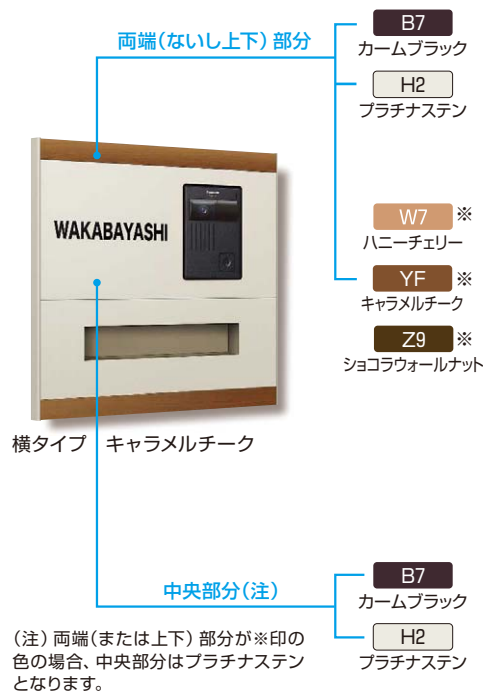 両端(ないし上下)部分
B7
カームブラック
H2
プラチナステン
W7 ※
ハニーチェリー
YF ※
キャラメルチーク
Z9 ※
ショコラウォールナット
WAKABAYASHI
横タイプ キャラメルチーク
中央部分(注)
B7
カームブラック
H2
プラチナステン
(注)両端(または上下)部分が※印の
色の場合、中央部分はプラチナステン
となります。